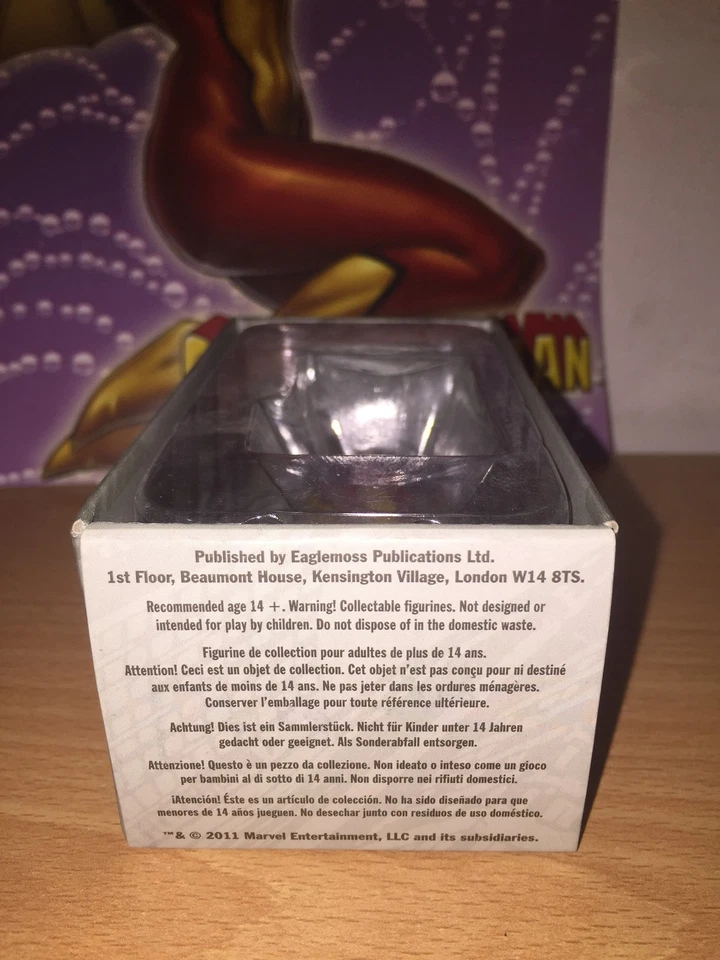 AN
Published by Eaglemoss Publications Ltd.
1st Floor, Beaumont House, Kensington Village, London W14 8TS.
Recommended age 14 +. Warning! Collectable figurines. Not designed or
intended for play by children. Do not dispose of in the domestic waste.
Figurine de collection pour adultes de plus de 14 ans.
Attention! Ceci est un objet de collection. Cet objet n'est pas conçu pour ni destiné
aux enfants de moins de 14 ans. Ne pas jeter dans les ordures ménagères.
Conserver l'emballage pour toute référence ultérieure.
Achtung! Dies ist ein Sammlerstück. Nicht für Kinder unter 14 Jahren
gedacht oder geeignet. Als Sonderabfall entsorgen.
Attenzione! Questo è un pezzo da collezione. Non ideato o inteso come un gioco
per bambini al di sotto di 14 anni. Non disporre nei rifiuti domestici.
¡Atención! Éste es un artículo de colección. No ha sido diseñado para que
menores de 14 años jueguen. No desechar junto con residuos de uso doméstico.
™& © 2011 Marvel Entertainment, LLC and its subsidiaries.